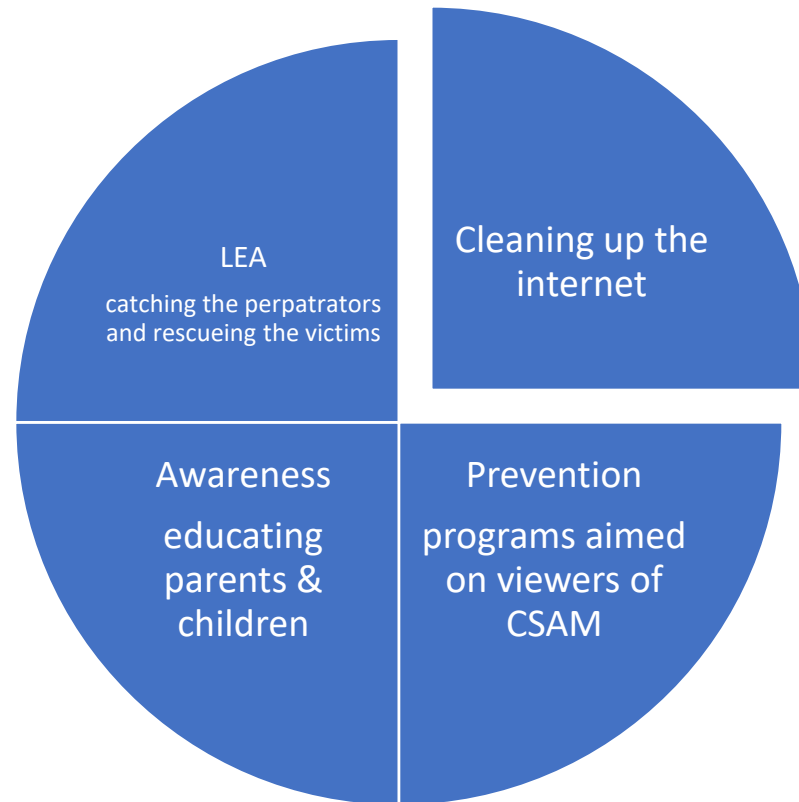 LEA
catching the perpatrators
and rescueing the victims
Cleaning up the
internet
Awareness
educating
parents &
children
Prevention
programs aimed
on viewers of
CSAM